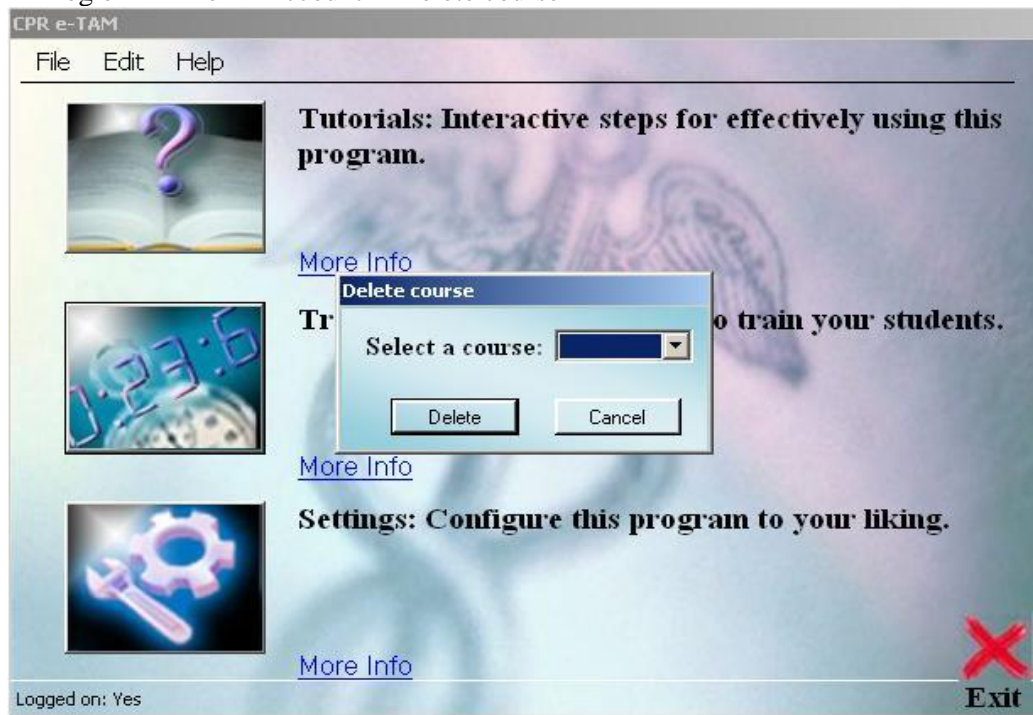 CPR e-TAM
File Edit Help
Tutorials: Interactive steps for effectively using this
program.
More Info
Delete course
Tr
o train your students.
Select a course:
Delete Cancel
More Info
Settings: Configure this program to your liking.
More Info
Logged on: Yes
Exit